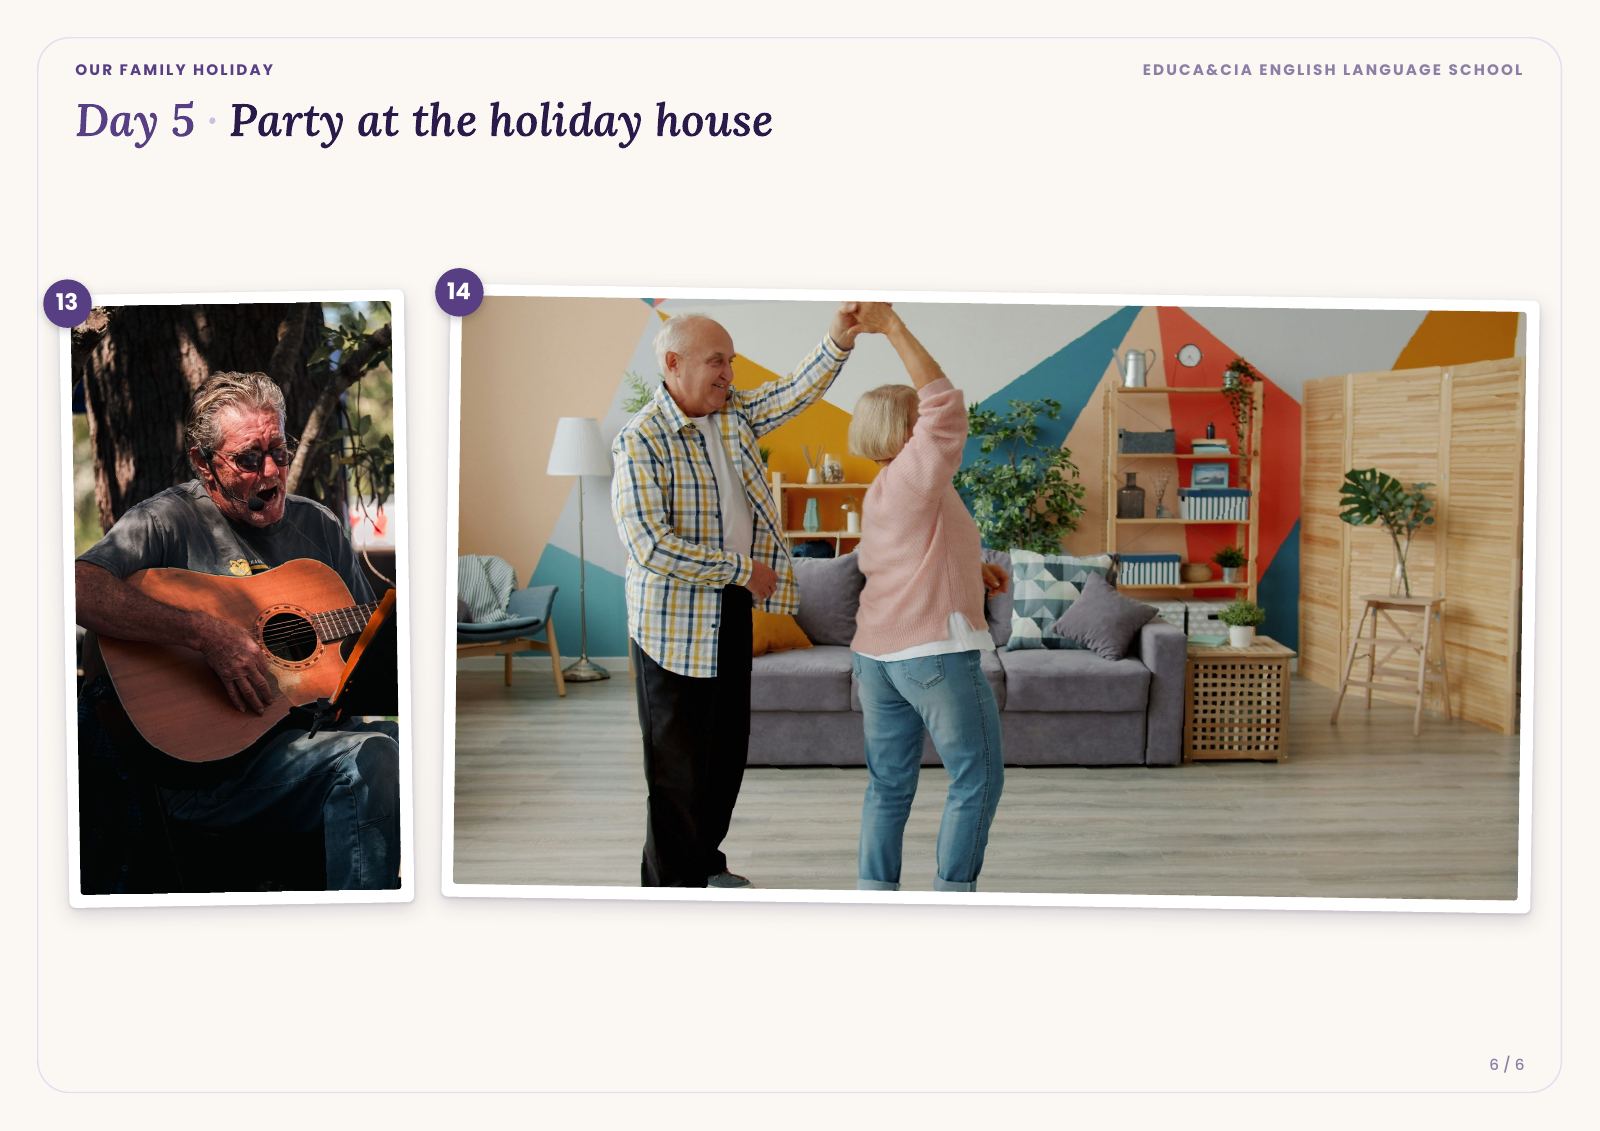 OUR FAMILY HOLIDAY
EDUCA&CIA ENGLISH LANGUAGE SCHOOL
Day 5 · Party at the holiday house
13
14
6 / 6